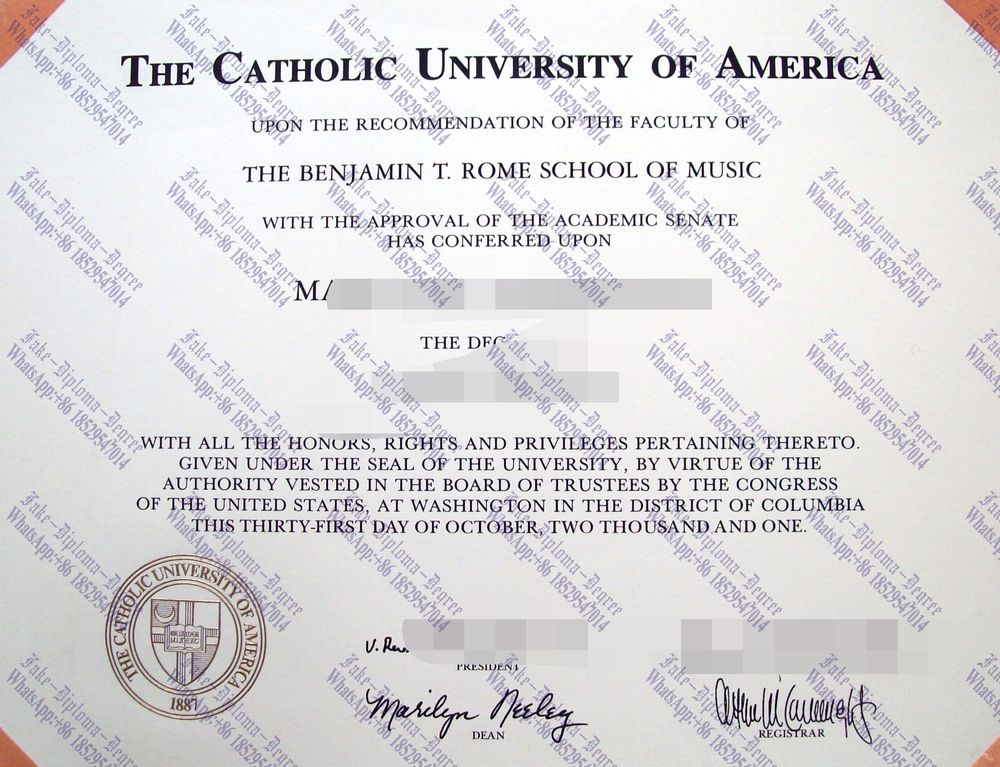 THE CATHOLIC UNIVERSITY OF AMERICA
UPON THE RECOMMENDATION OF THE FACULTY OF
THE BENJAMIN T. ROME SCHOOL OF MUSIC
WITH THE APPROVAL OF THE ACADEMIC SENATE
HAS CONFERRED UPON
MA
THE DEG
WITH ALL THE HONORS, RIGHTS AND PRIVILEGES PERTAINING THERETO.
GIVEN UNDER THE SEAL OF THE UNIVERSITY, BY VIRTUE OF THE
AUTHORITY VESTED IN THE BOARD OF TRUSTEES BY THE CONGRESS
OF THE UNITED STATES, AT WASHINGTON IN THE DISTRICT OF COLUMBIA
THIS THIRTY-FIRST DAY OF OCTOBER, TWO THOUSAND AND ONE.
THE CATHOLIC UNIVERSITY OF AMERICA
1887
V. Rev.
PRESIDENT
Marilyn Neeley
DEAN
REGISTRAR
Fake-Diploma-Degree
WhatsApp:+86 18529547014